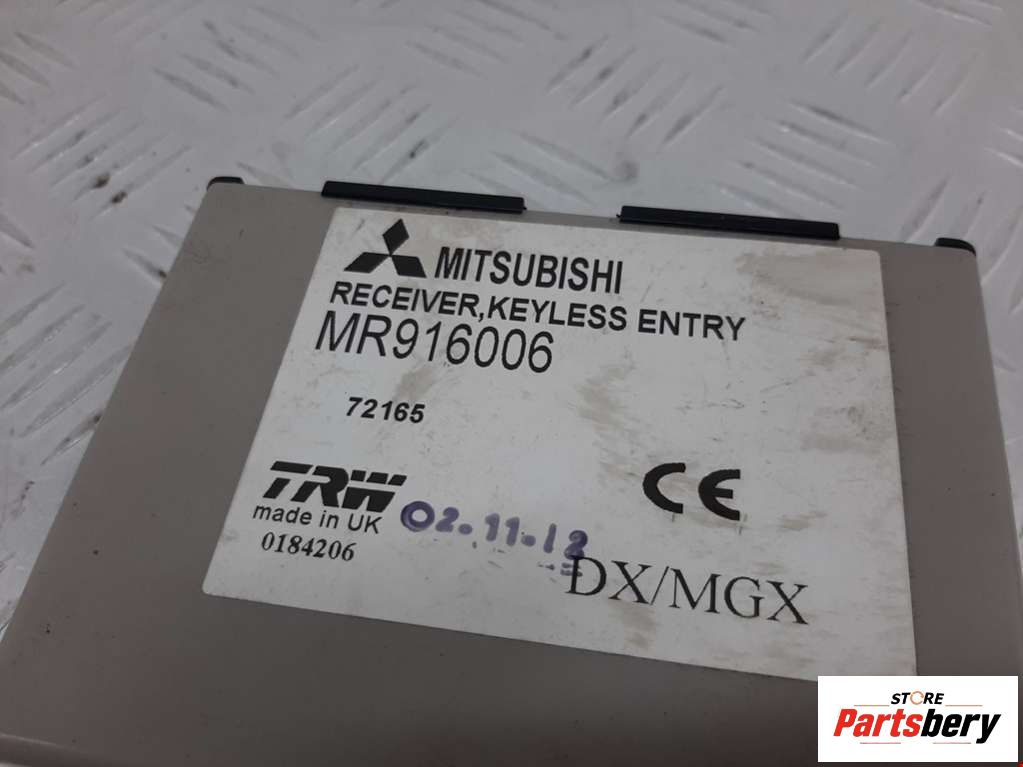 MITSUBISHI
RECEIVER,KEYLESS ENTRY
MR916006
72165
TRW
made in UK
02.11.12
0184206
CE
DX/MGX
STORE
Partsbery